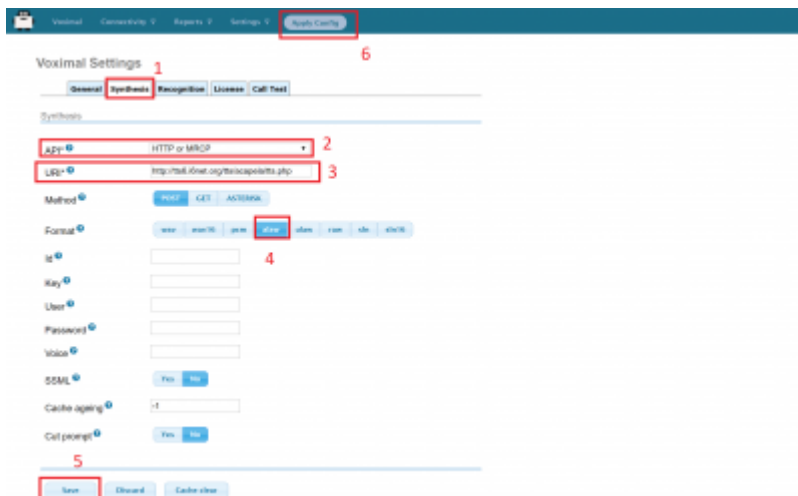 Voximal Connectivity Reports Settings Apply Config
6
Voximal Settings
1
General Synthesis Recognition License Call Test
Synthesis
API* HTTP or MRCP 2
URI* 3
Method POST GET ASTERISK
Format wav wav16 pcm alaw ulaw raw sln sln16
4
Id
Key
User
Password
Voice
SSML Yes No
Cache ageing -1
Cut prompt Yes No
5
Save Discard Cache clear